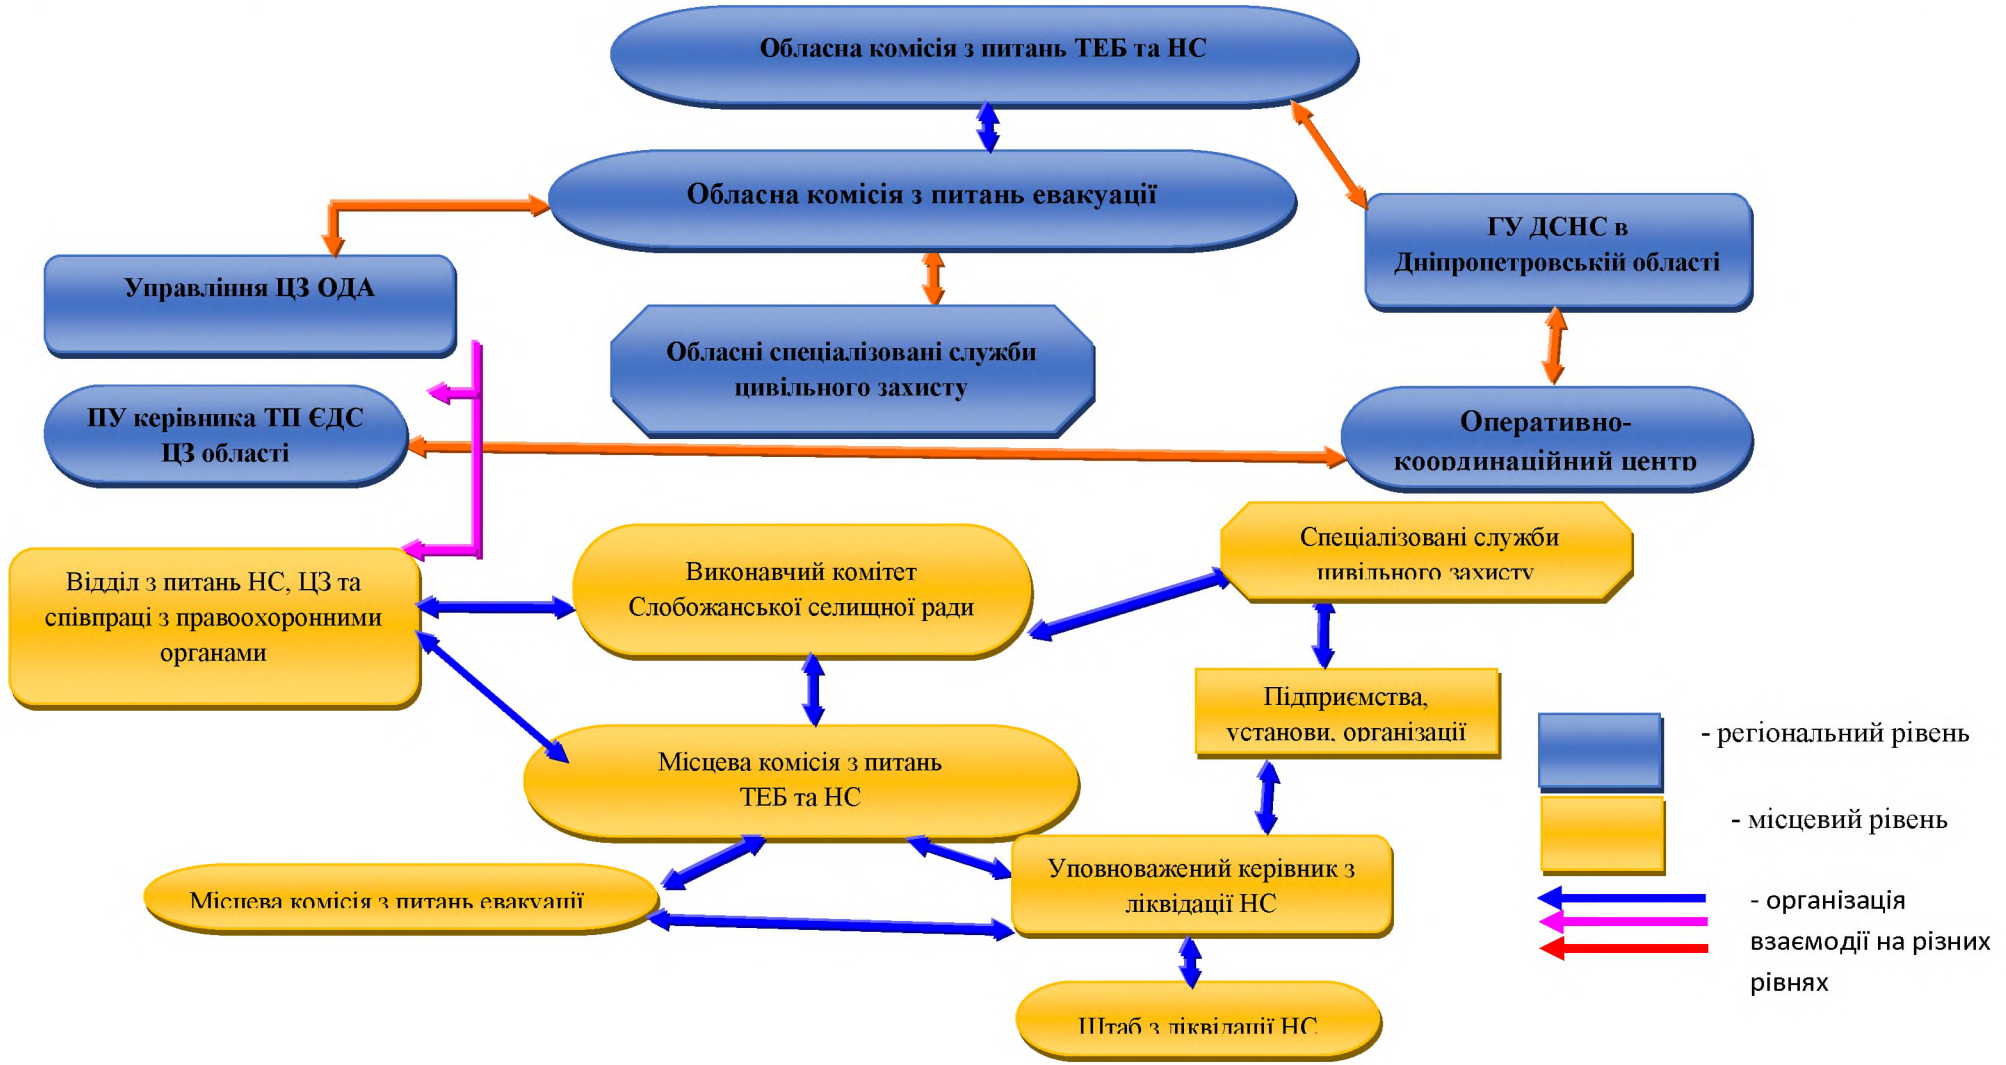 Обласна комісія з питань ТЕБ та НС
Обласна комісія з питань евакуації
ГУ ДСНС в
Дніпропетровській області
Управління ЦЗ ОДА
Обласні спеціалізовані служби
цивільного захисту
ПУ керівника ТП ЄДС
ЦЗ області
Оперативно-
координаційний центр
Спеціалізовані служби
цивільного захисту
Виконавчий комітет
Слобожанської селищної ради
Відділ з питань НС, ЦЗ та
співпраці з правоохоронними
органами
Підприємства,
установи, організації
- регіональний рівень
Місцева комісія з питань
ТЕБ та НС
- місцевий рівень
Уповноважений керівник з
ліквідації НС
Місцева комісія з питань евакуації
- організація
взаємодії на різних
рівнях
Штаб з ліквідації НС